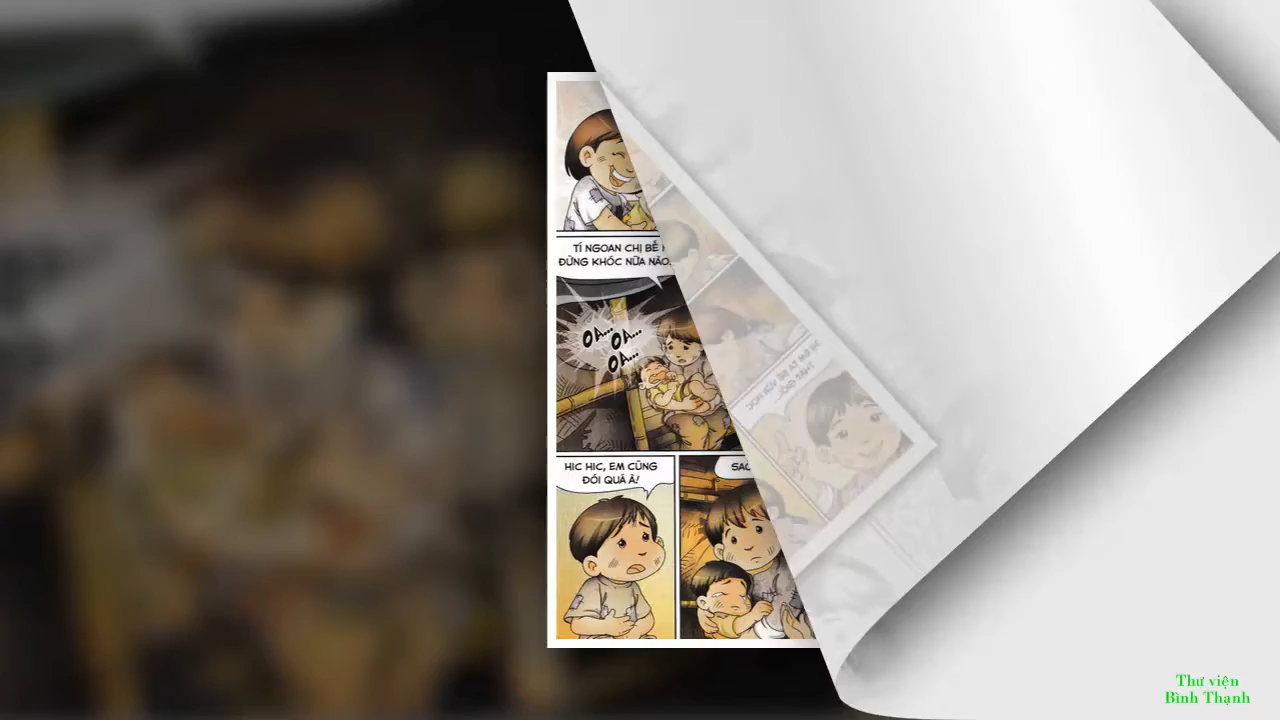 TÍ NGOAN CHỊ BẾ
ĐỪNG KHÓC NỮA NÀO.
OA...
OA...
OA...
HIC HIC, EM CŨNG
ĐÓI QUÁ À!
Thư viện
Bình Thạnh